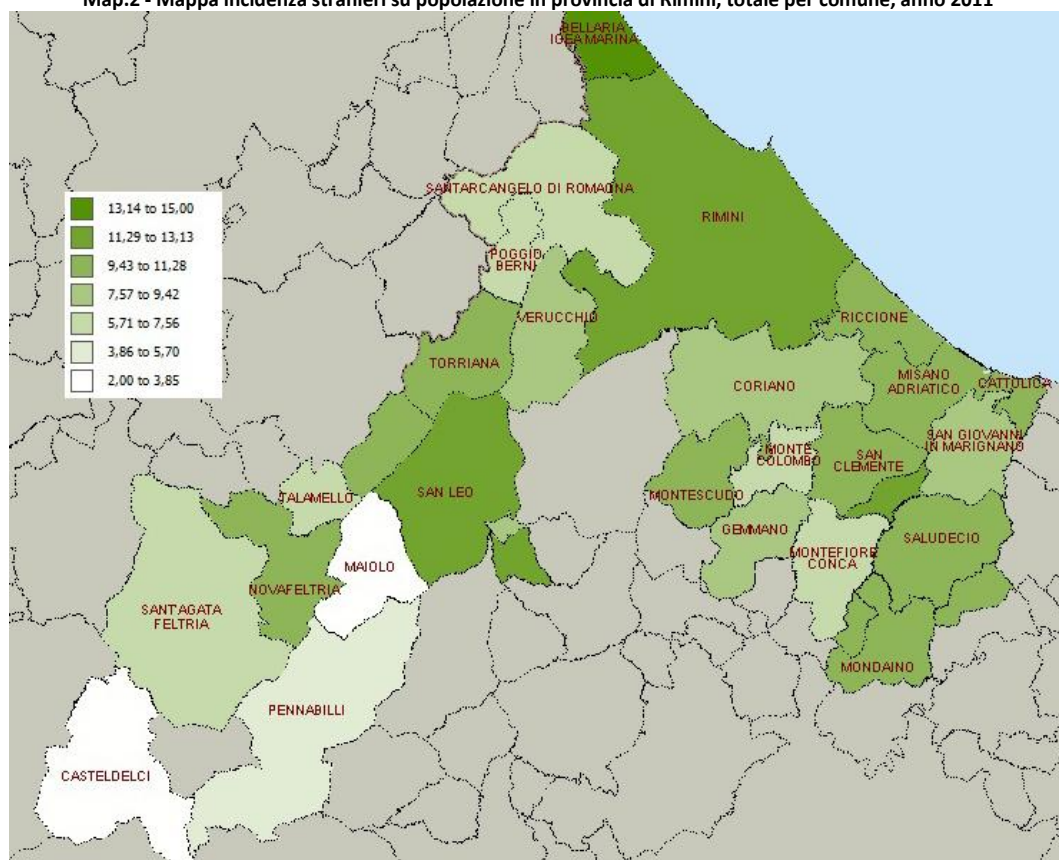 Map.2 - Mappa incidenza stranieri su popolazione in provincia di Rimini, totale per comune, anno 2011
BELLARIA
IGEA MARINA
SANTARCANGELO DI ROMAGNA
RIMINI
13,14 to 15,00
11,29 to 13,13
9,43 to 11,28
7,57 to 9,42
5,71 to 7,56
3,86 to 5,70
2,00 to 3,85
POGGIO
BERNI
VERUCCHIO
RICCIONE
TORRIANA
CORIANO
MISANO
ADRIATICO
CATTOLICA
SAN GIOVANNI
IN MARIGNANO
MONTE
COLOMBO
SAN
CLEMENTE
TALAMELLO
SAN LEO
MONTESCUDO
GEMMANO
SALUDECIO
MONTEFIORE
CONCA
MAIOLO
NOVAFELTRIA
SANT'AGATA
FELTRIA
MONDAINO
PENNABILLI
CASTELDELCI